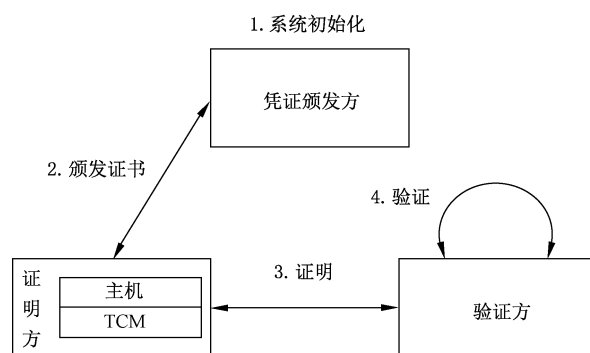 1. 系统初始化
凭证颁发方
2. 颁发证书
4. 验证
3. 证明
证明方
主机
TCM
验证方